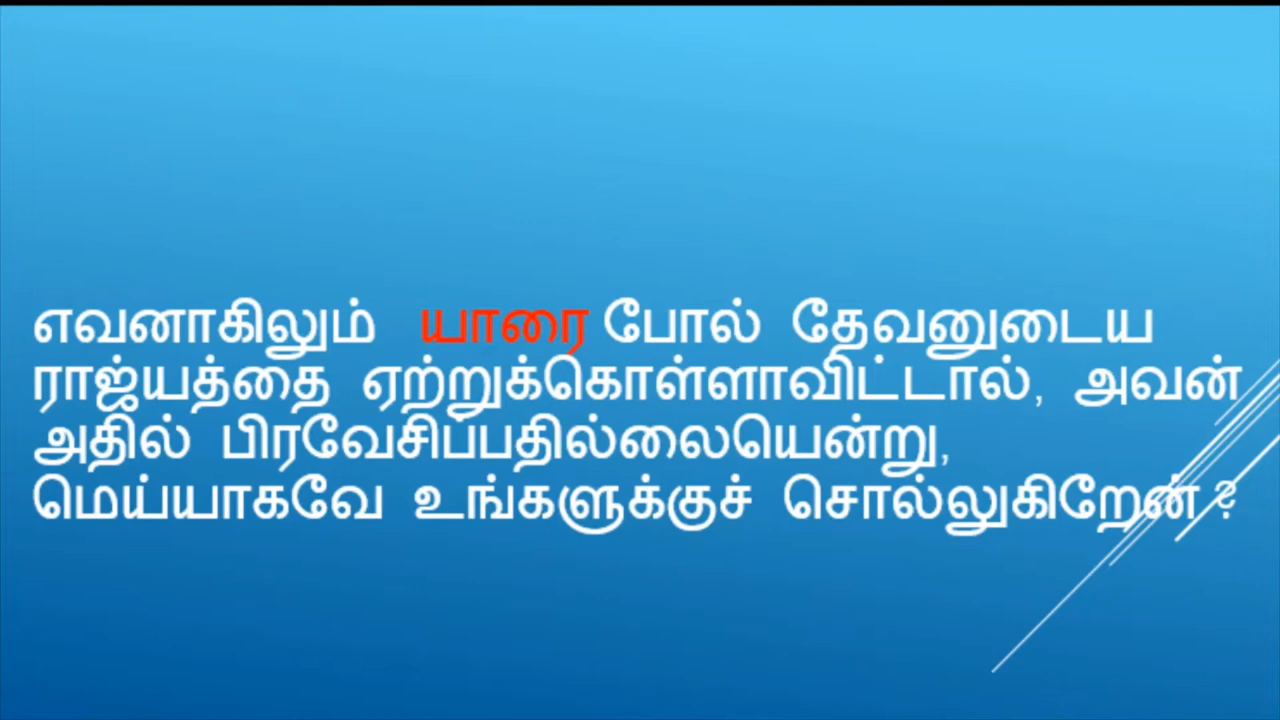 எவனாகிலும் யாரை போல் தேவனுடைய
ராஜ்யத்தை ஏற்றுக்கொள்ளாவிட்டால், அவன்
அதில் பிரவேசிப்பதில்லையென்று,
மெய்யாகவே உங்களுக்குச் சொல்லுகிறேன் ?